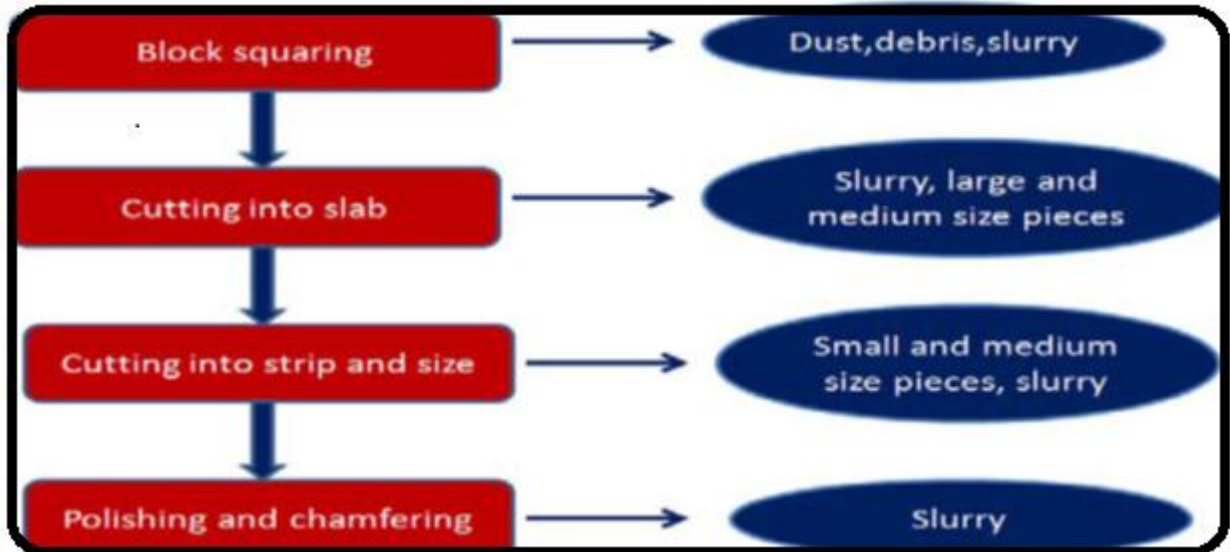 Block squaring
Dust,debris,slurry
Cutting into slab
Slurry, large and
medium size pieces
Cutting into strip and size
Small and medium
size pieces, slurry
Polishing and chamfering
Slurry